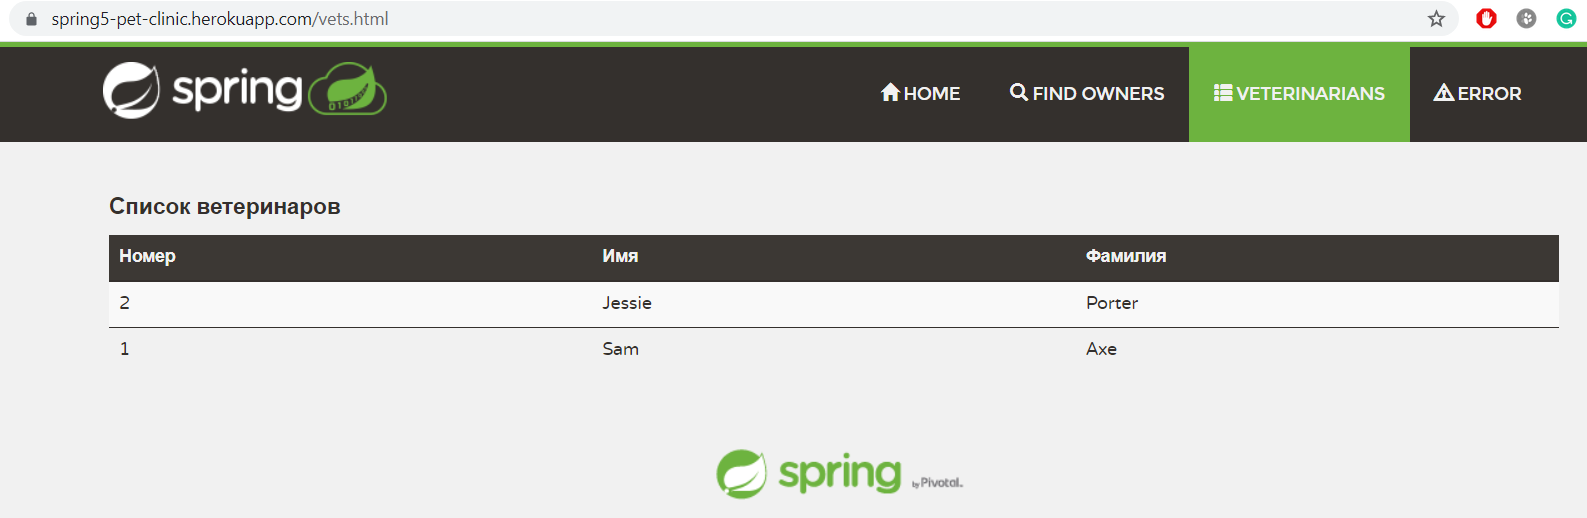 spring5-pet-clinic.herokuapp.com/vets.html
spring HOME FIND OWNERS VETERINARIANS ERROR
Список ветеринаров
Номер Имя Фамилия
2 Jessie Porter
1 Sam Axe
spring by Pivotal™